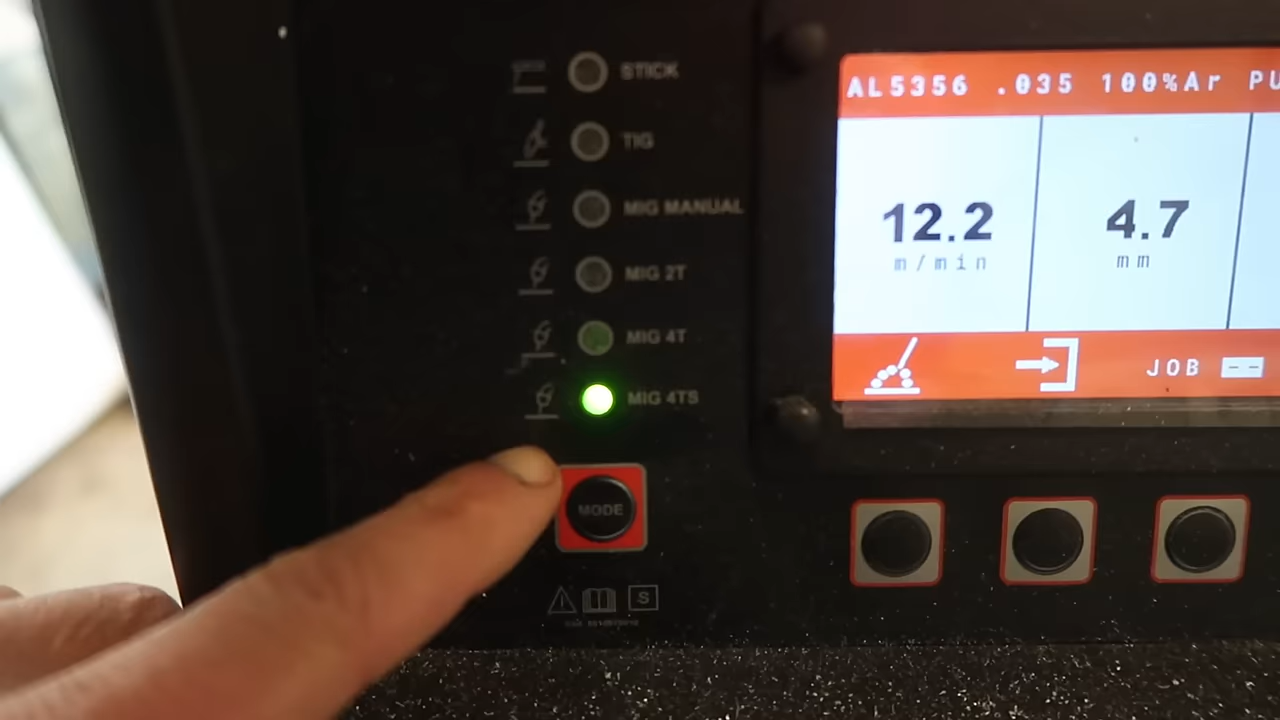 STICK
TIG
MIG MANUAL
MIG 2T
MIG 4T
MIG 4TS
MODE
S
AL5356 .035 100%Ar PU
12.2
m/min
4.7
mm
JOB --